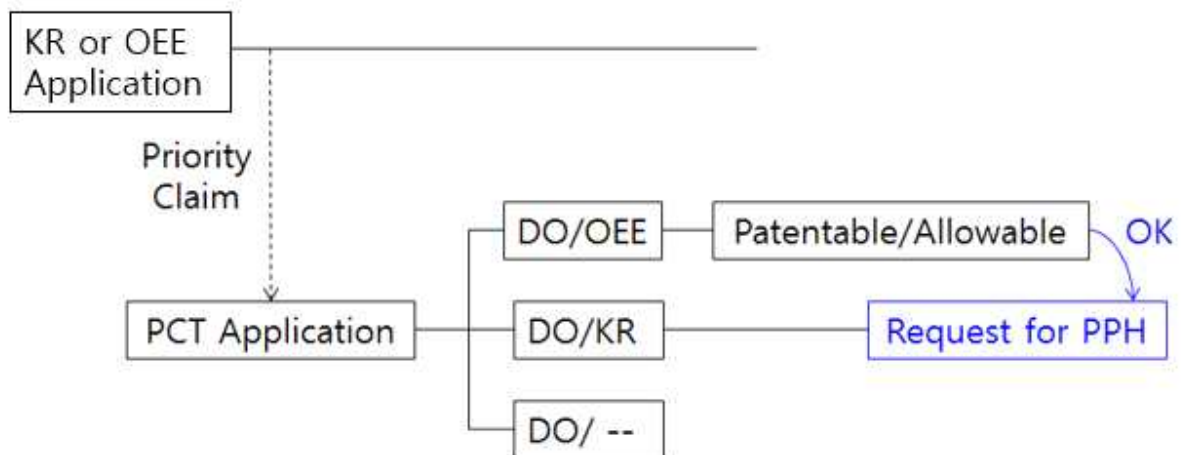 KR or OEE
Application
Priority
Claim
DO/OEE
Patentable/Allowable
OK
PCT Application
DO/KR
Request for PPH
DO/ --